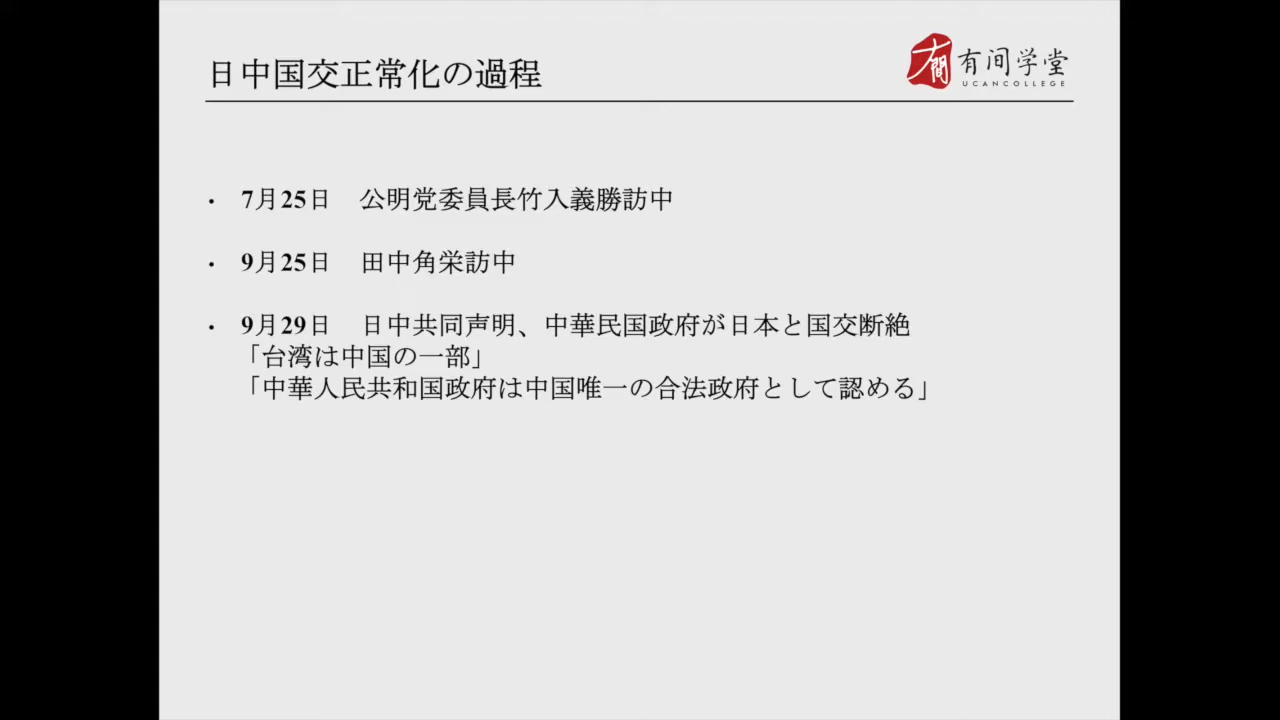 日中国交正常化の過程
有間
有间学堂
UCANCOLLEGE
• 7月25日　公明党委員長竹入義勝訪中
• 9月25日　田中角栄訪中
• 9月29日　日中共同声明、中華民国政府が日本と国交断絶
「台湾は中国の一部」
「中華人民共和国政府は中国唯一の合法政府として認める」